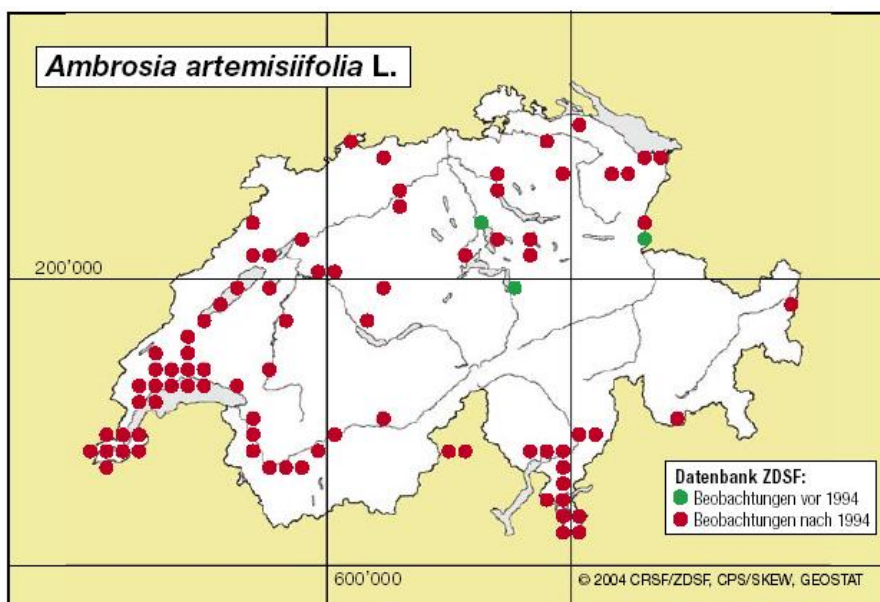 Ambrosia artemisiifolia L.
200'000
Datenbank ZDSF:
Beobachtungen vor 1994
Beobachtungen nach 1994
600'000
© 2004 CRSF/ZDSF, CPS/SKEW, GEOSTAT